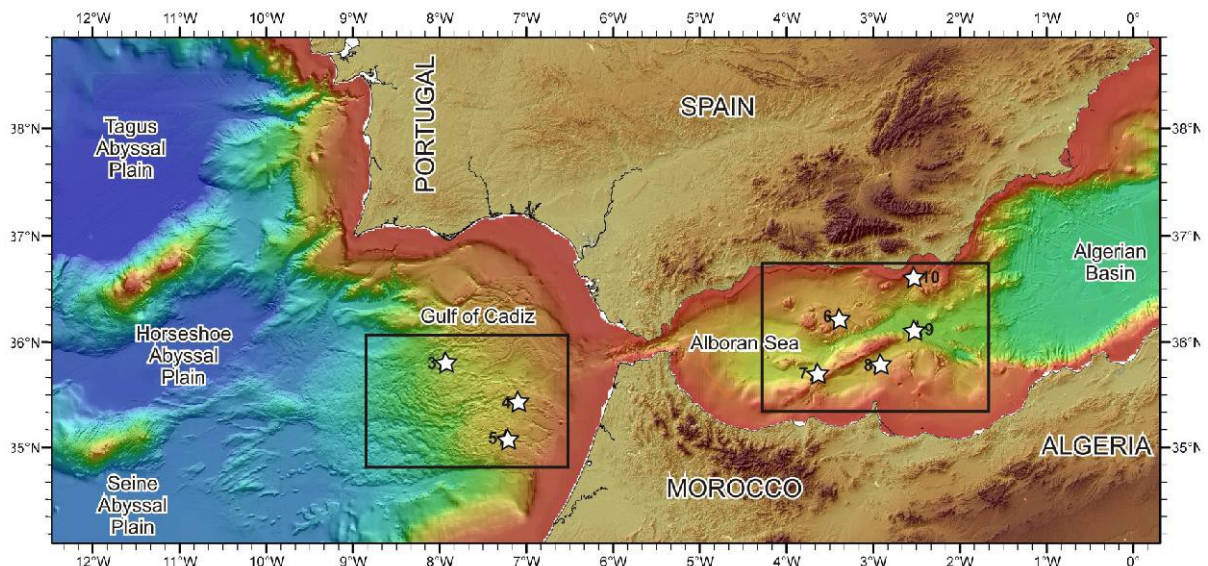 12°W 11°W 10°W 9°W 8°W 7°W 6°W 5°W 4°W 3°W 2°W 1°W 0°
PORTUGAL
SPAIN
Tagus
Abyssal
Plain
38°N
38°N
37°N
37°N
Algerian
Basin
10
Gulf of Cadiz
6
9
Horseshoe
Abyssal
Plain
36°N
Alboran Sea
36°N
3
7
8
4
5
35°N
35°N
ALGERIA
Seine
Abyssal
Plain
MOROCCO
12°W 11°W 10°W 9°W 8°W 7°W 6°W 5°W 4°W 3°W 2°W 1°W 0°